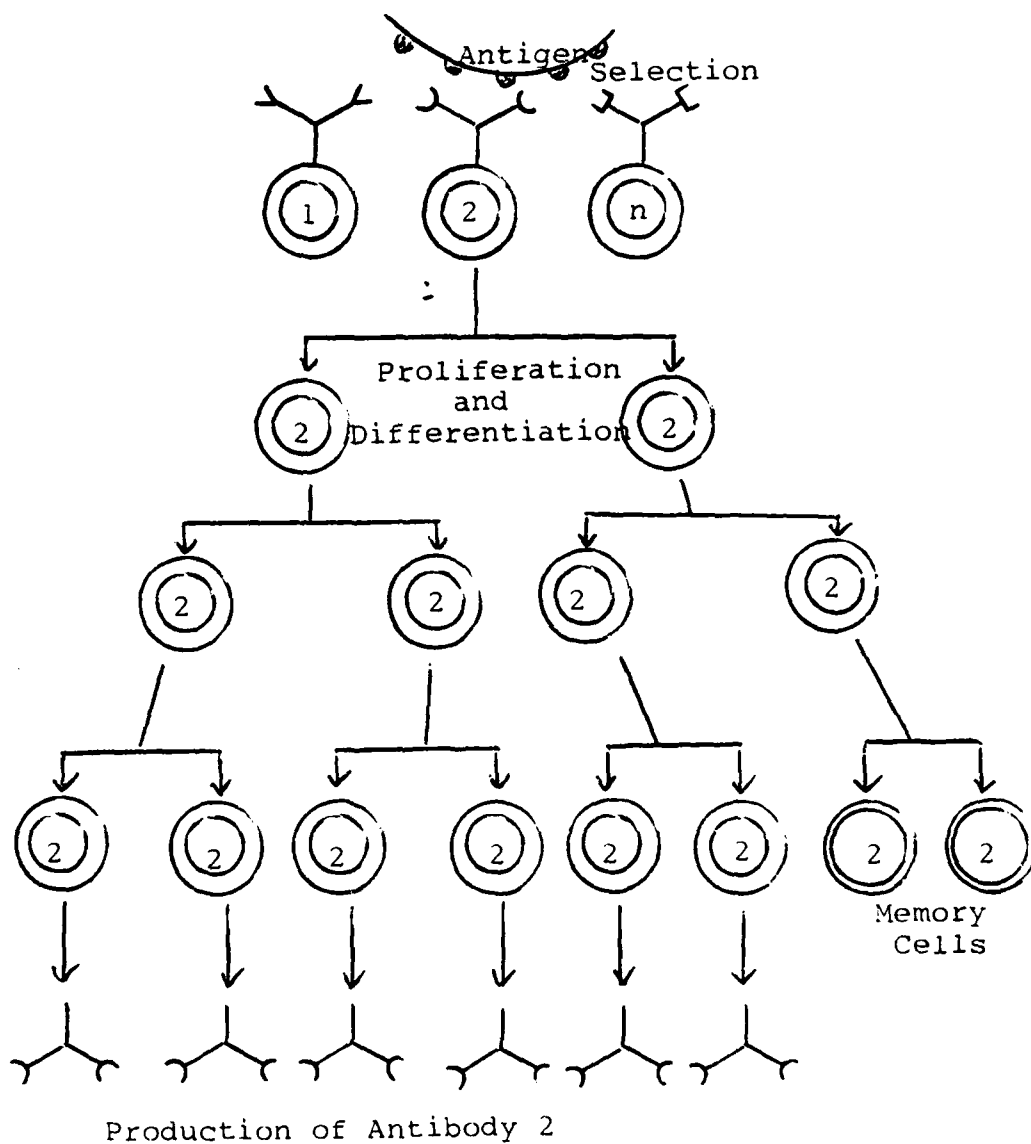 Antigen
Selection
1 2 n
Proliferation
and
Differentiation
2 2
2 2 2 2
2 2 2 2 2 2 2 2
Memory
Cells
Production of Antibody 2